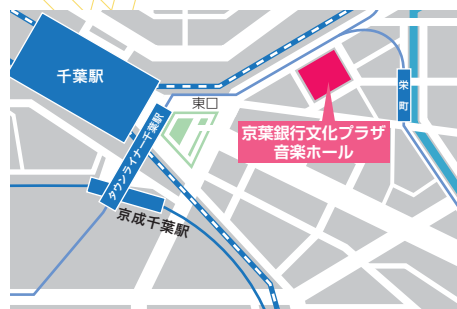 千葉駅
東口
栄町
京葉銀行文化プラザ
音楽ホール
タウンライナー千葉駅
京成千葉駅